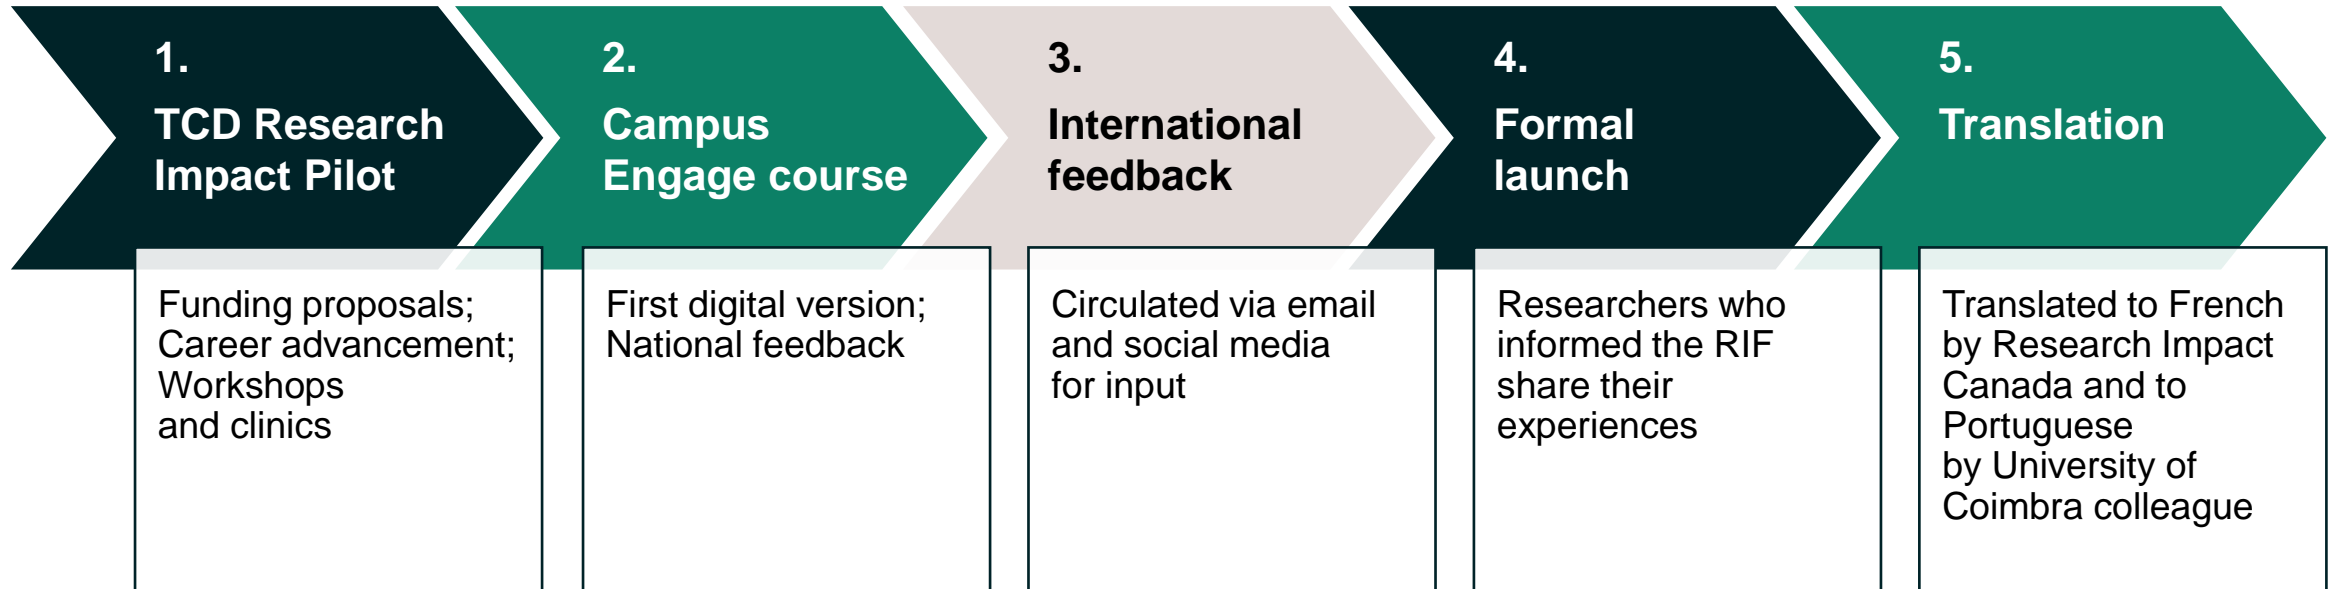 1.
TCD Research
Impact Pilot
Funding proposals;
Career advancement;
Workshops
and clinics
2.
Campus
Engage course
First digital version;
National feedback
3.
International
feedback
Circulated via email
and social media
for input
4.
Formal
launch
Researchers who
informed the RIF
share their
experiences
5.
Translation
Translated to French
by Research Impact
Canada and to
Portuguese
by University of
Coimbra colleague